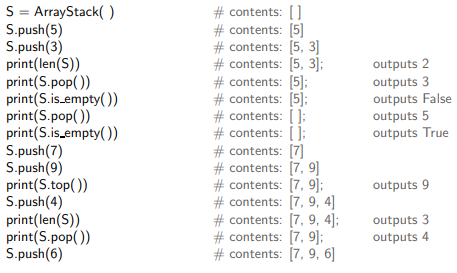 S = ArrayStack( ) # contents: [ ]
S.push(5) # contents: [5]
S.push(3) # contents: [5, 3]
print(len(S)) # contents: [5, 3]; outputs 2
print(S.pop( )) # contents: [5]; outputs 3
print(S.is_empty( )) # contents: [5]; outputs False
print(S.pop( )) # contents: [ ]; outputs 5
print(S.is_empty( )) # contents: [ ]; outputs True
S.push(7) # contents: [7]
S.push(9) # contents: [7, 9]
print(S.top( )) # contents: [7, 9]; outputs 9
S.push(4) # contents: [7, 9, 4]
print(len(S)) # contents: [7, 9, 4]; outputs 3
print(S.pop( )) # contents: [7, 9]; outputs 4
S.push(6) # contents: [7, 9, 6]